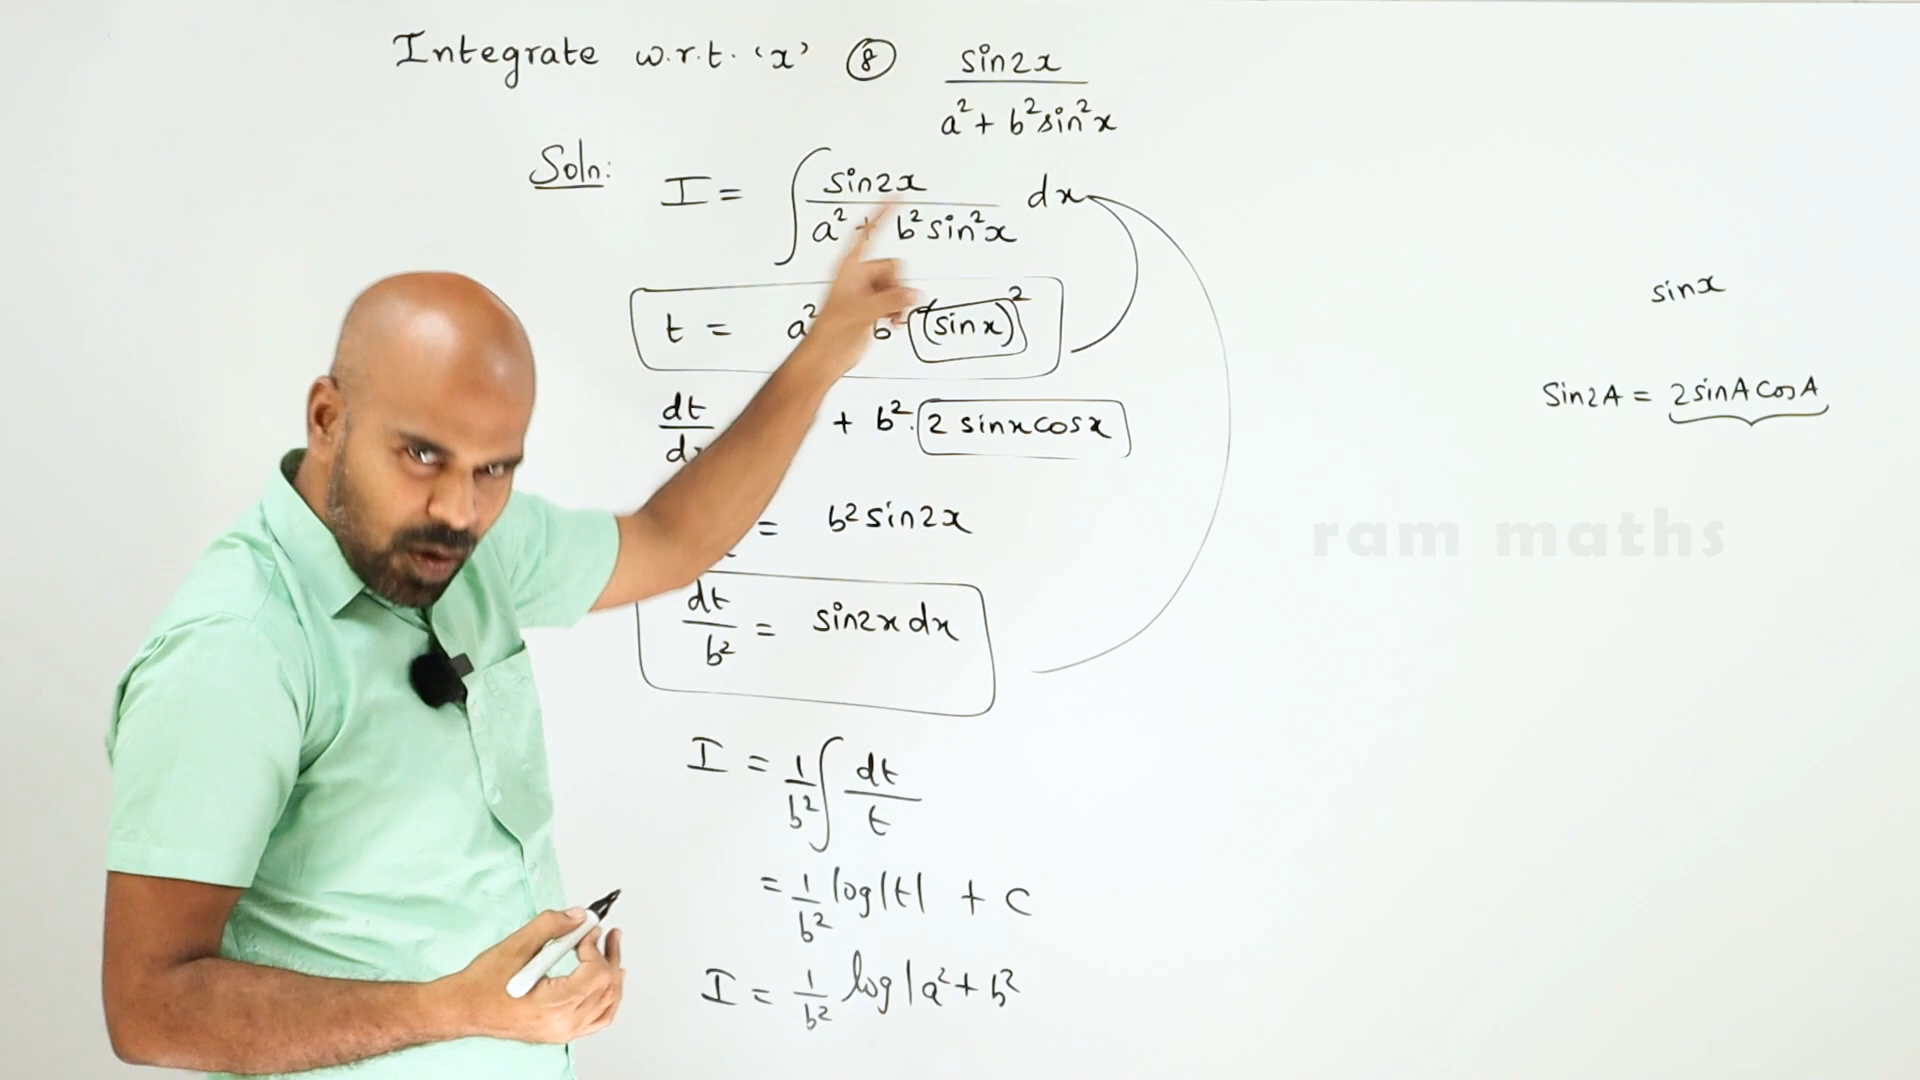 Integrate w.r.t. 'x' ⑧ sin2x
a² + b²sin²x
Soln: I = ∫ sin2x dx
a² + b²sin²x
sinx
t = a² b² (sinx)²
Sin2A = 2sinAcosA
dt + b².2 sinxcosx
= b²sin2x
ram maths
dt = sin2x dx
b²
I = 1 ∫ dt
b² t
= 1 log|t| + c
b²
I = 1 log|a² + b²
b²